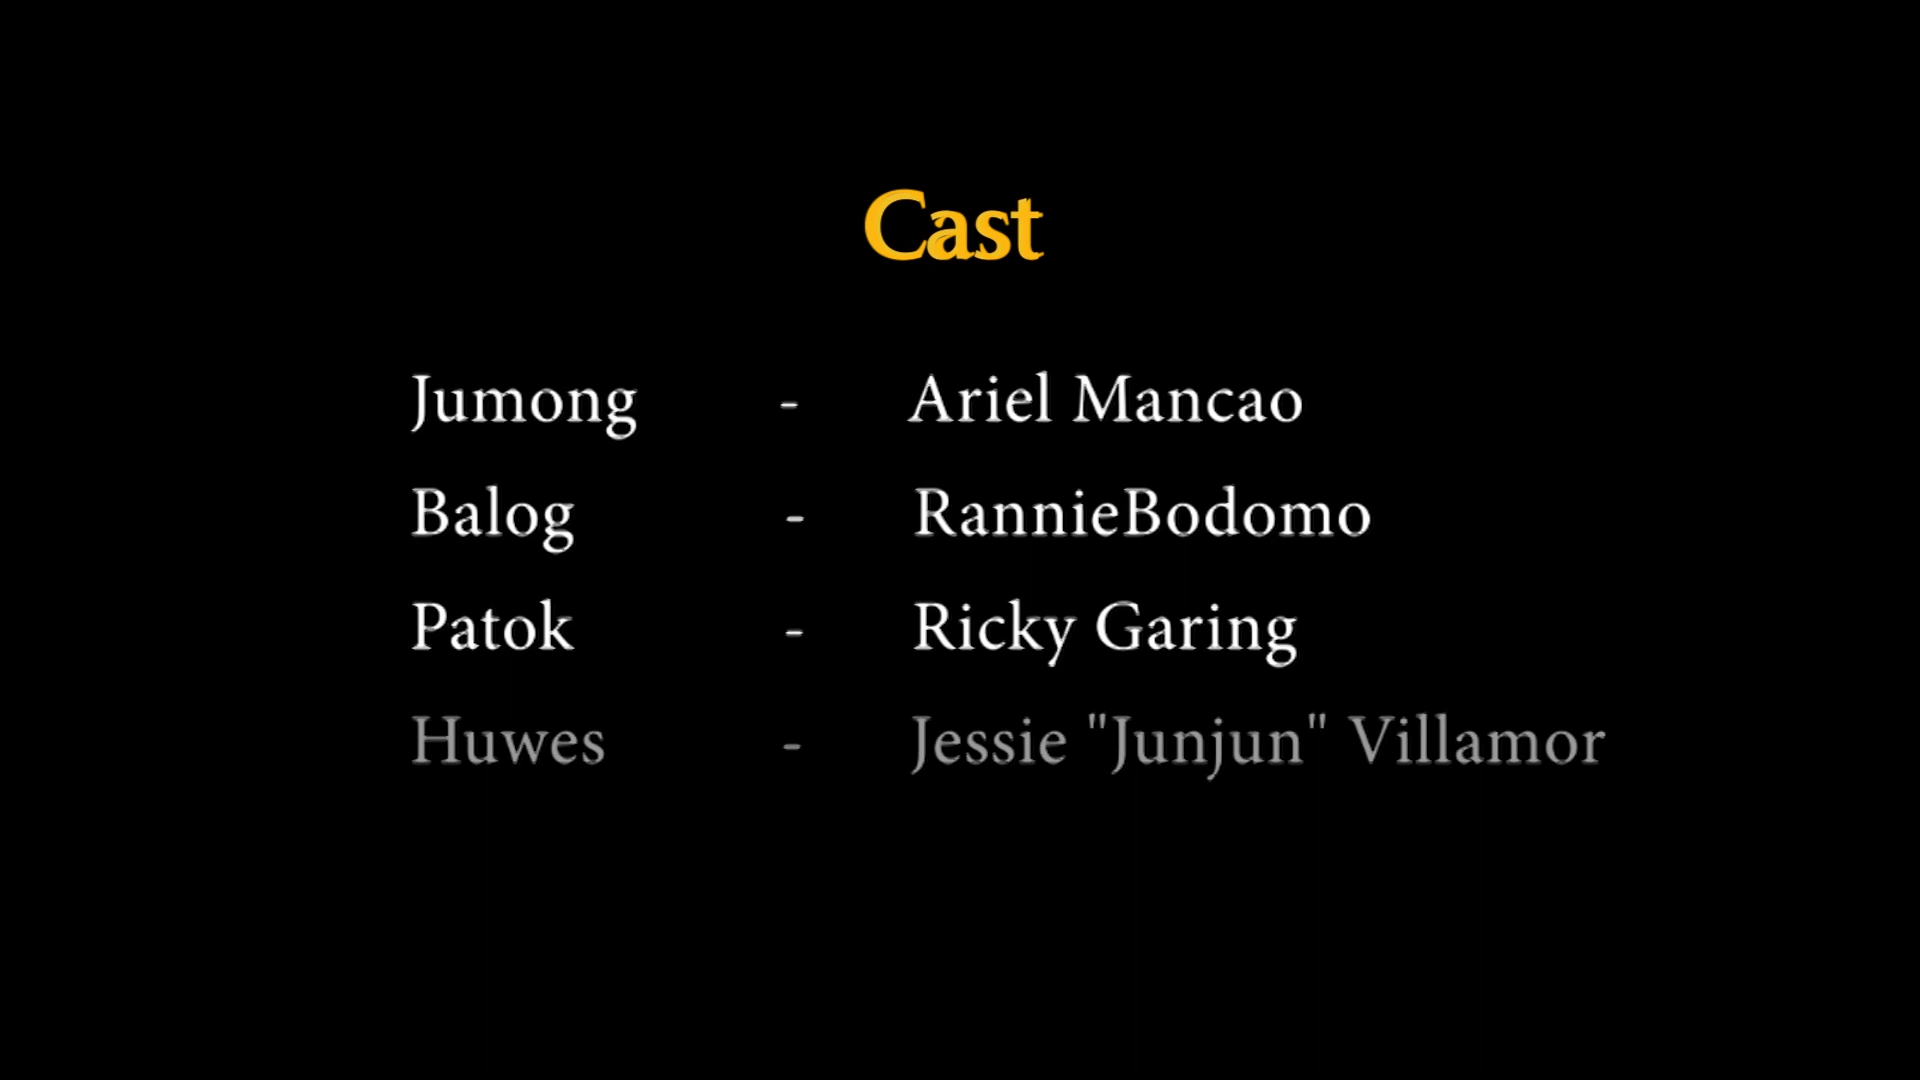 Cast
Jumong - Ariel Mancao
Balog - RannieBodomo
Patok - Ricky Garing
Huwes - Jessie "Junjun" Villamor